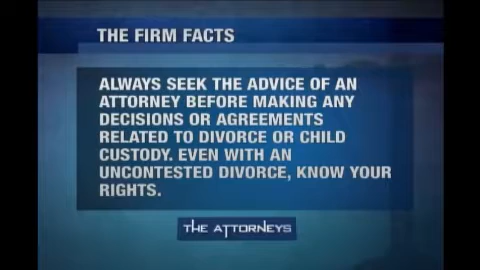 THE FIRM FACTS
ALWAYS SEEK THE ADVICE OF AN
ATTORNEY BEFORE MAKING ANY
DECISIONS OR AGREEMENTS
RELATED TO DIVORCE OR CHILD
CUSTODY. EVEN WITH AN
UNCONTESTED DIVORCE, KNOW YOUR
RIGHTS.
THE ATTORNEYS